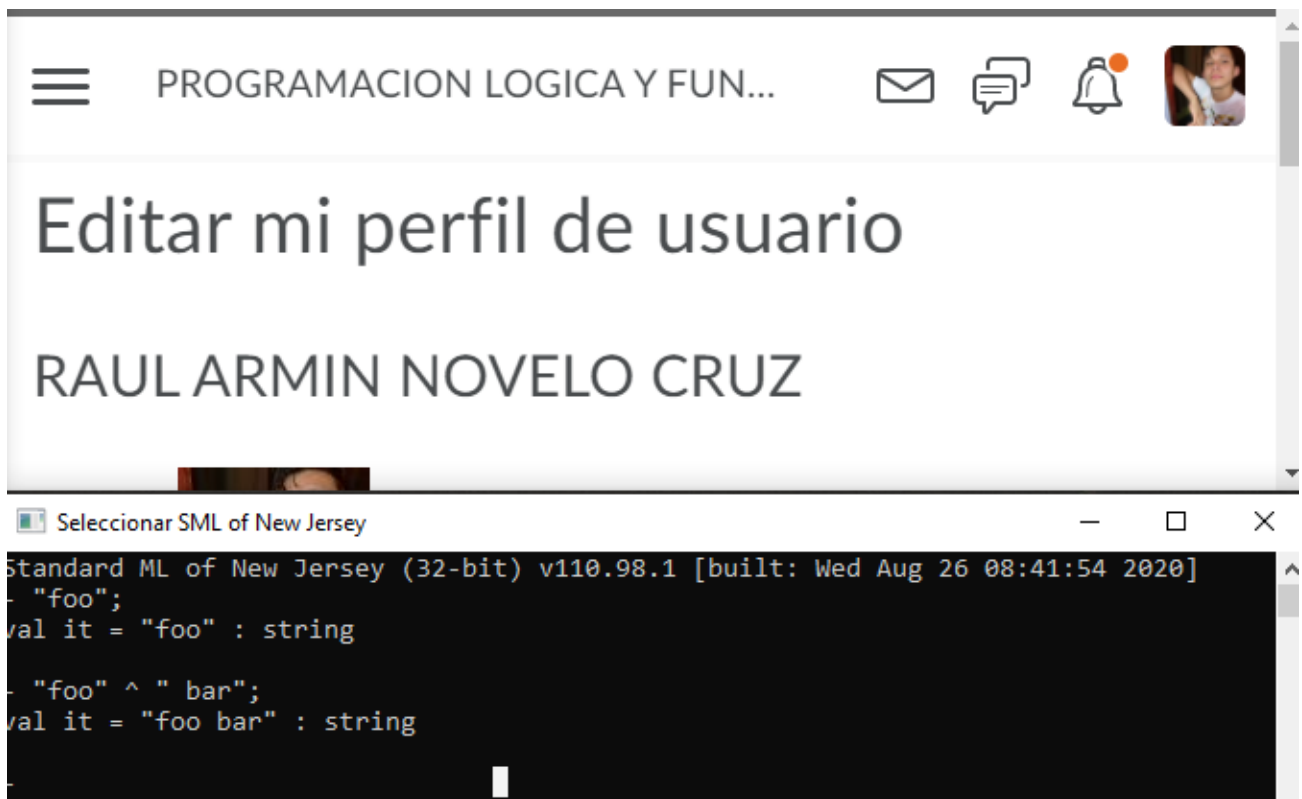 PROGRAMACION LOGICA Y FUN...
Editar mi perfil de usuario
RAUL ARMIN NOVELO CRUZ
Seleccionar SML of New Jersey
Standard ML of New Jersey (32-bit) v110.98.1 [built: Wed Aug 26 08:41:54 2020]
- "foo";
val it = "foo" : string
- "foo" ^ " bar";
val it = "foo bar" : string
-